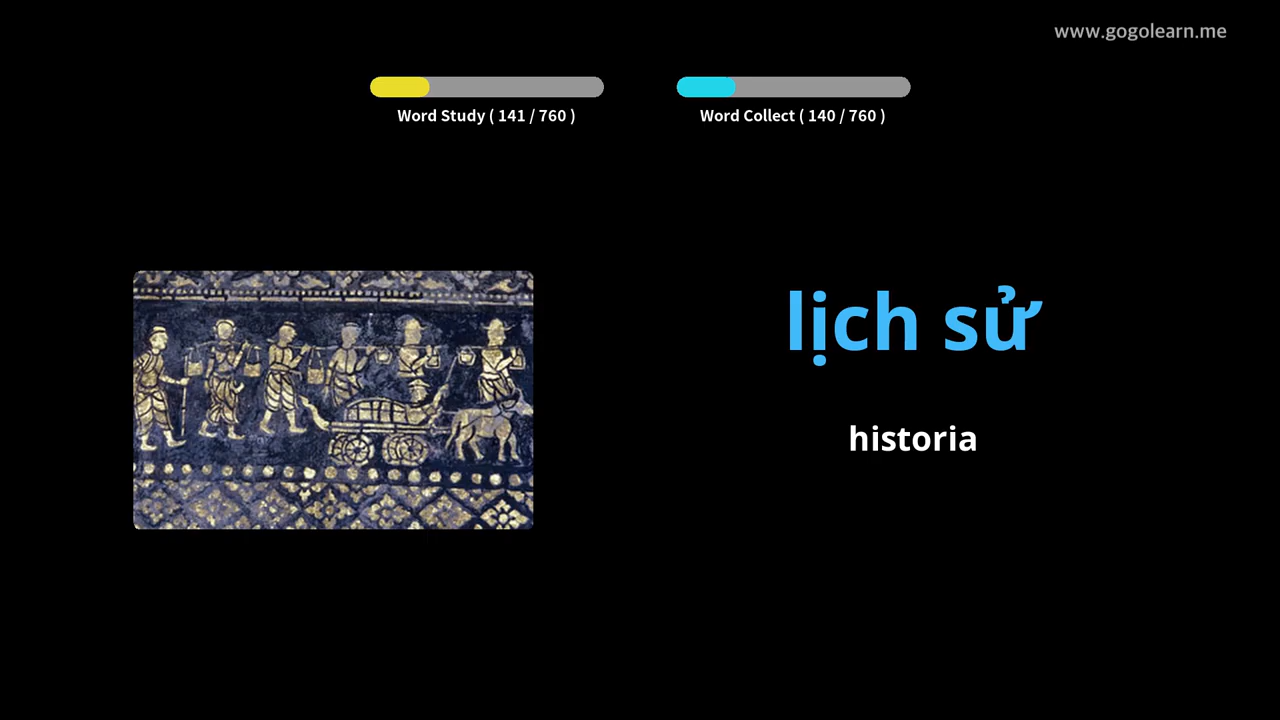 www.gogolearn.me
Word Study ( 141 / 760 )
Word Collect ( 140 / 760 )
lịch sử
historia